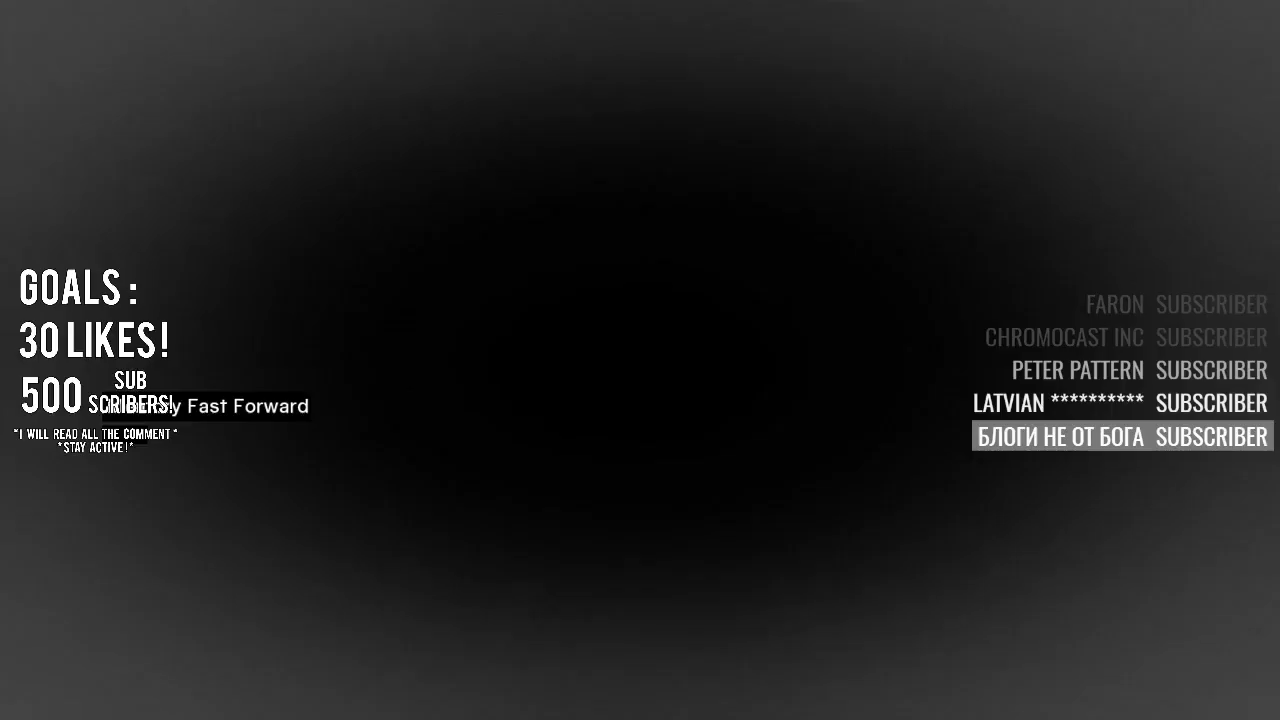 GOALS :
30 LIKES!
500 SUB
SCRIBERS!
Fast Forward
*I WILL READ ALL THE COMMENT *
*STAY ACTIVE!*
FARON SUBSCRIBER
CHROMOCAST INC SUBSCRIBER
PETER PATTERN SUBSCRIBER
LATVIAN ********** SUBSCRIBER
БЛОГИ НЕ ОТ БОГА SUBSCRIBER